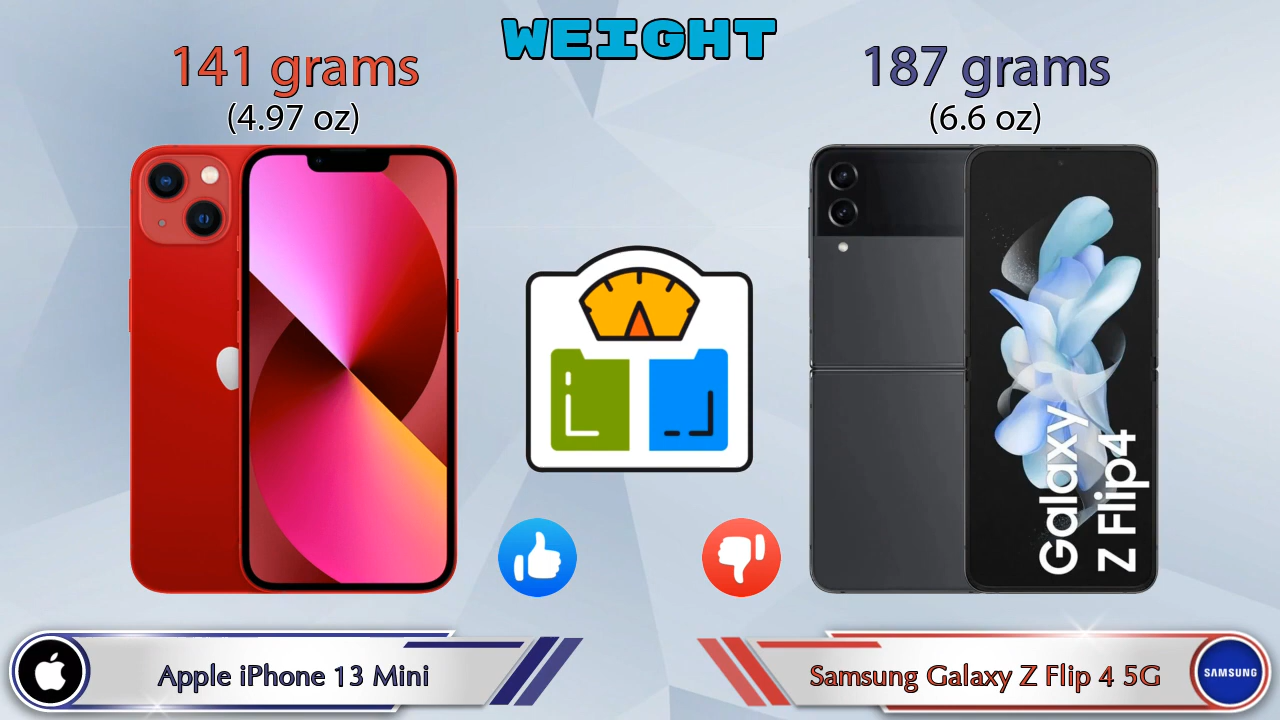 WEIGHT
141 grams
(4.97 oz)
187 grams
(6.6 oz)
Galaxy
Z Flip4
Apple iPhone 13 Mini
Samsung Galaxy Z Flip 4 5G
SAMSUNG